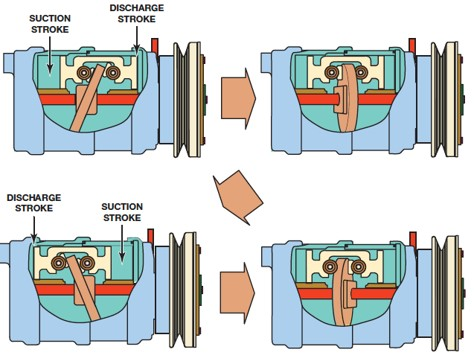 DISCHARGE
STROKE
SUCTION
STROKE
DISCHARGE
STROKE
SUCTION
STROKE